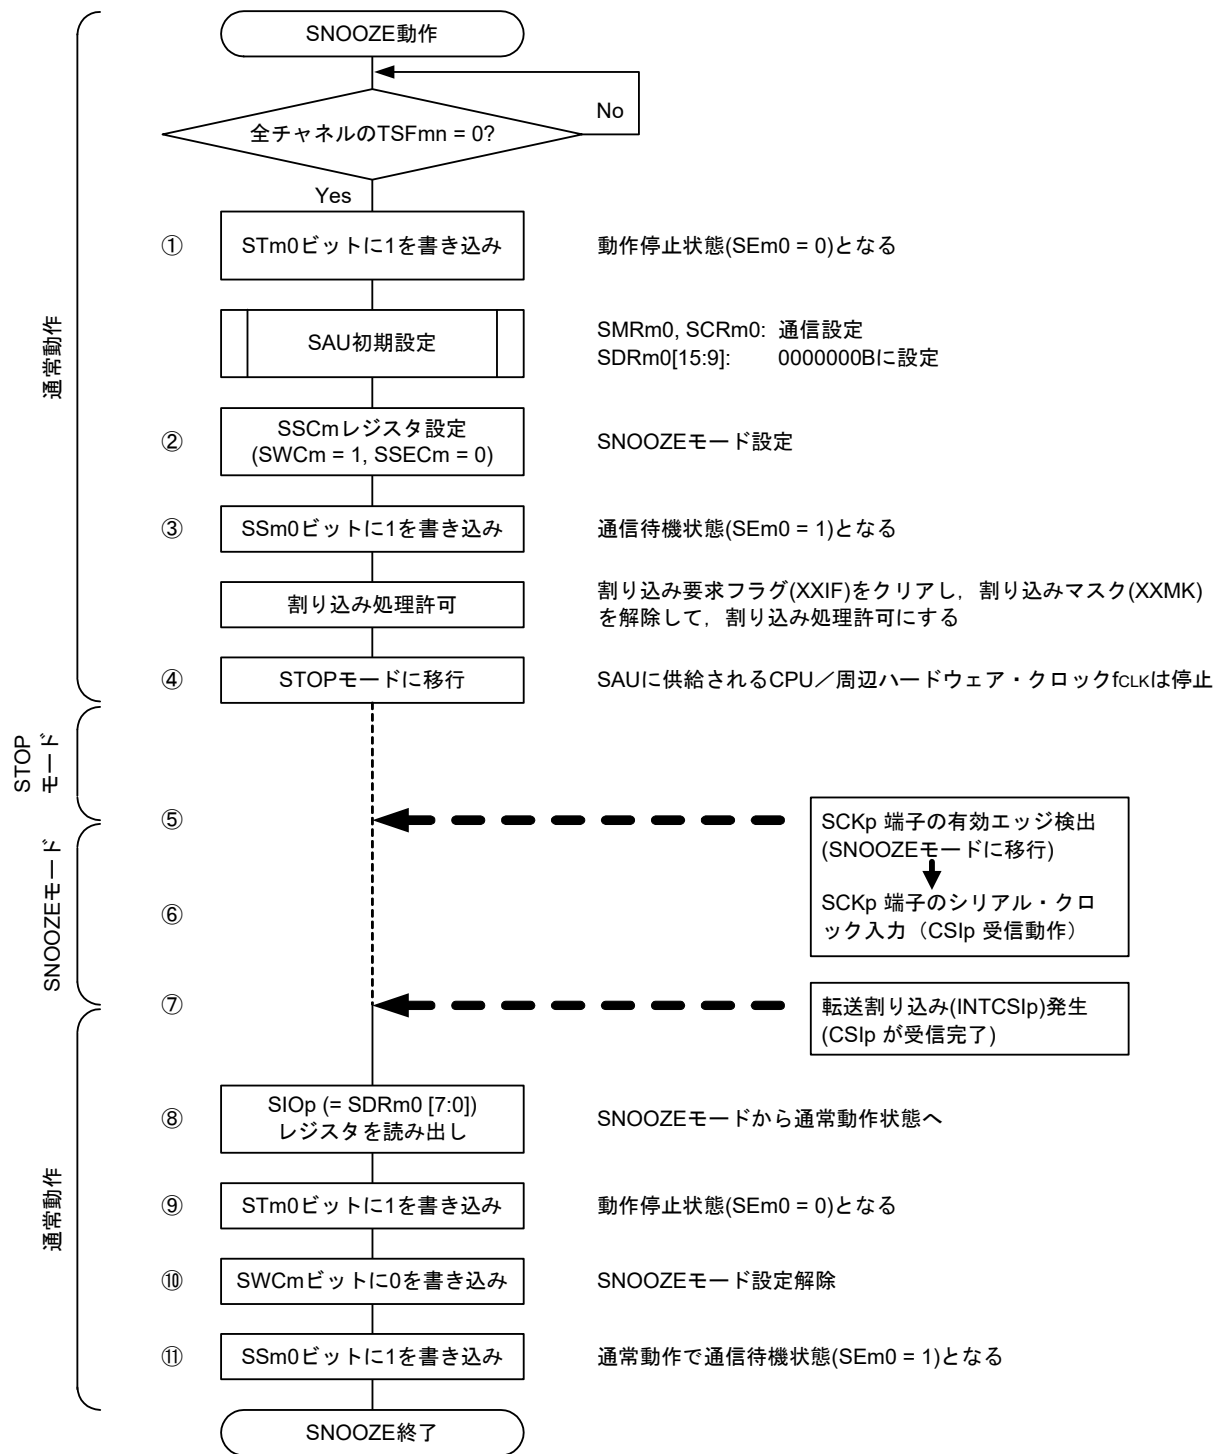 SNOOZE動作
No
全チャネルのTSFmn = 0?
Yes
①
STm0ビットに1を書き込み
動作停止状態(SEm0 = 0)となる
SAU初期設定
SMRm0, SCRm0: 通信設定
SDRm0[15:9]: 0000000Bに設定
通常動作
②
SSCmレジスタ設定
(SWCm = 1, SSECm = 0)
SNOOZEモード設定
③
SSm0ビットに1を書き込み
通信待機状態(SEm0 = 1)となる
割り込み処理許可
割り込み要求フラグ(XXIF)をクリアし，割り込みマスク(XXMK)
を解除して，割り込み処理許可にする
④
STOPモードに移行
SAUに供給されるCPU／周辺ハードウェア・クロックfCLKは停止
STOP
モード
⑤
SCKp 端子の有効エッジ検出
(SNOOZEモードに移行)
SNOOZEモード
⑥
SCKp 端子のシリアル・クロ
ック入力（CSIp 受信動作）
⑦
転送割り込み(INTCSIp)発生
(CSIp が受信完了)
⑧
SIOp (= SDRm0 [7:0])
レジスタを読み出し
SNOOZEモードから通常動作状態へ
通常動作
⑨
STm0ビットに1を書き込み
動作停止状態(SEm0 = 0)となる
⑩
SWCmビットに0を書き込み
SNOOZEモード設定解除
⑪
SSm0ビットに1を書き込み
通常動作で通信待機状態(SEm0 = 1)となる
SNOOZE終了